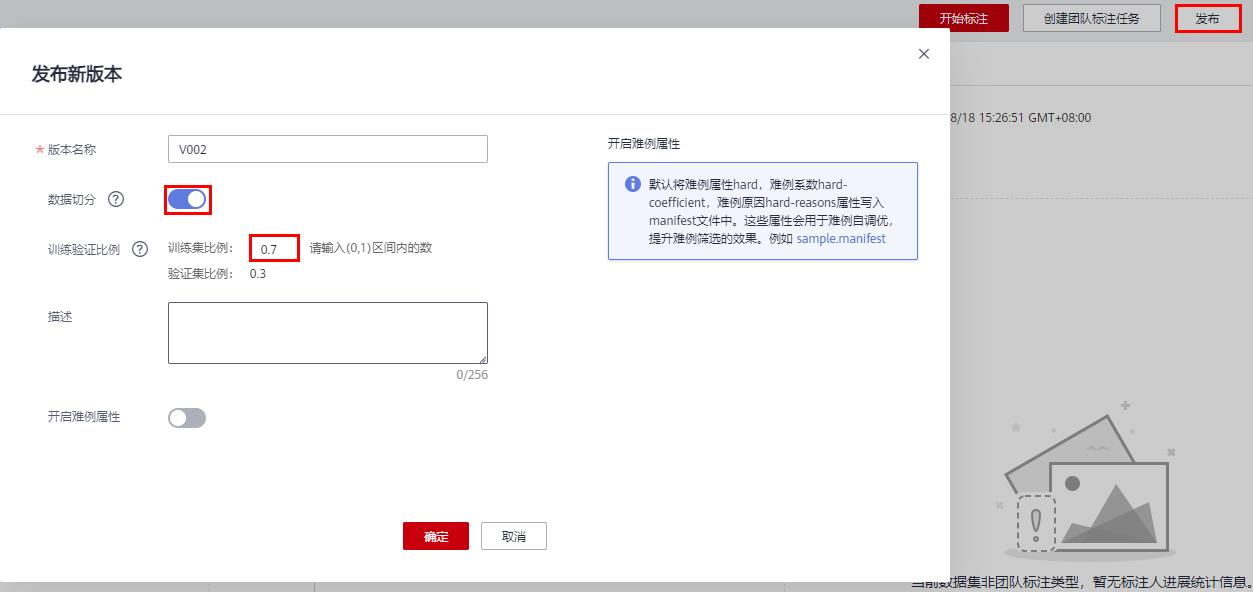 开始标注
创建团队标注任务
发布
发布新版本
8/18 15:26:51 GMT+08:00
* 版本名称
V002
开启难例属性
默认将难例属性hard，难例系数hard-
coefficient，难例原因hard-reasons属性写入
manifest文件中。这些属性会用于难例自调优，
提升难例筛选的效果。例如 sample.manifest
数据切分 ?
训练验证比例 ?
训练集比例： 0.7 请输入(0,1)区间内的数
验证集比例： 0.3
描述
0/256
开启难例属性
确定
取消
当前数据集非团队标注类型，暂无标注人进展统计信息。